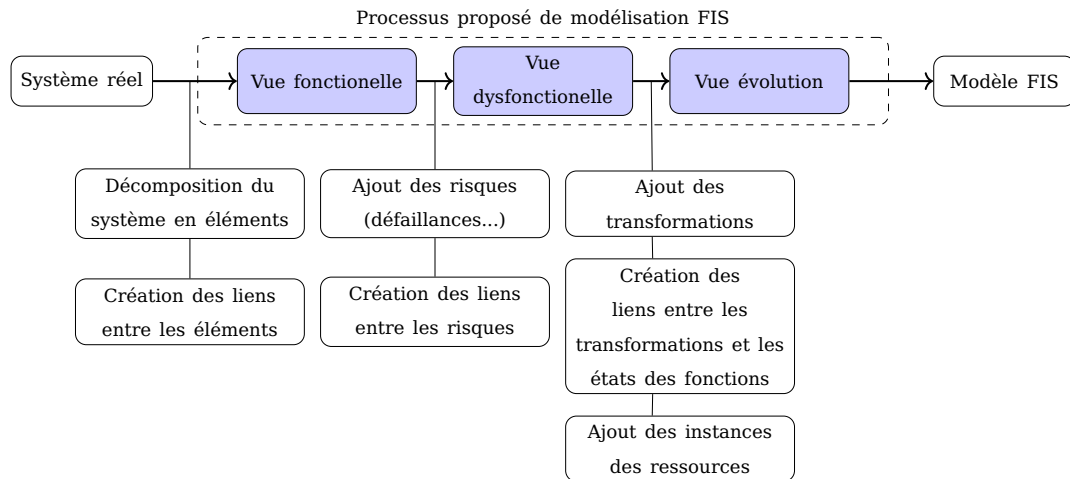 Processus proposé de modélisation FIS
Système réel
Vue fonctionelle
Vue
dysfonctionelle
Vue évolution
Modèle FIS
Décomposition du
système en éléments
Création des liens
entre les éléments
Ajout des risques
(défaillances...)
Création des liens
entre les risques
Ajout des
transformations
Création des
liens entre les
transformations et les
états des fonctions
Ajout des instances
des ressources